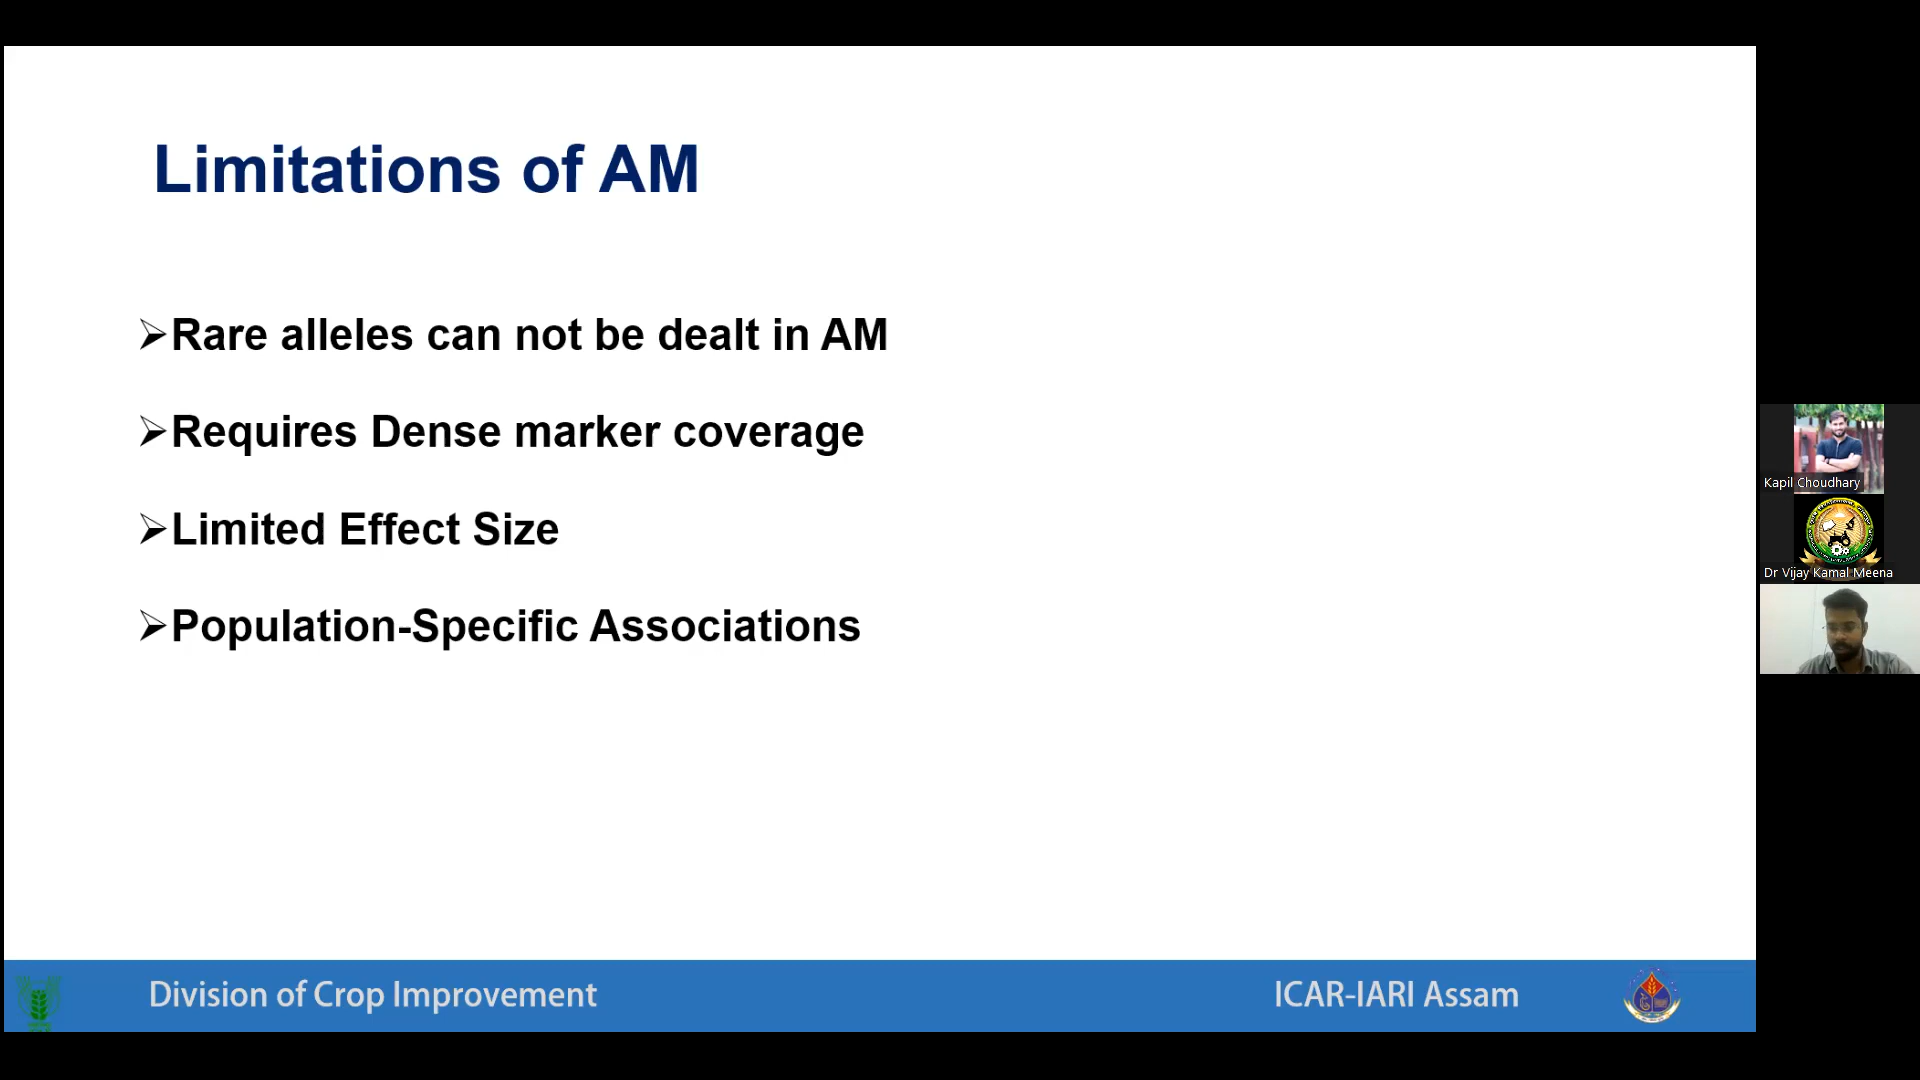 Limitations of AM
➢Rare alleles can not be dealt in AM
➢Requires Dense marker coverage
➢Limited Effect Size
➢Population-Specific Associations
Division of Crop Improvement
ICAR-IARI Assam
Kapil Choudhary
Dr Vijay Kamal Meena